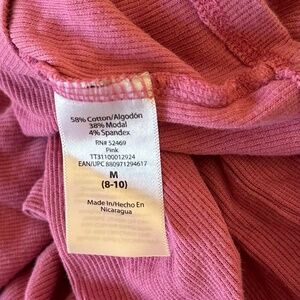 58% Cotton/Algodón
38% Modal
4% Spandex
RN# 52469
Pink
TT31100012924
EAN/UPC 880971294617
M
(8-10)
Made In/Hecho En
Nicaragua